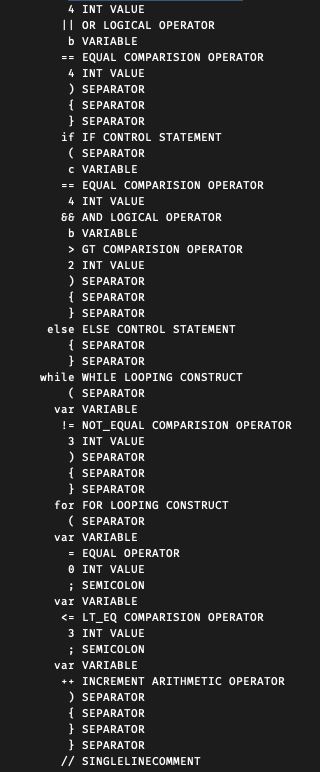 4 INT VALUE
|| OR LOGICAL OPERATOR
b VARIABLE
== EQUAL COMPARISION OPERATOR
4 INT VALUE
) SEPARATOR
{ SEPARATOR
} SEPARATOR
if IF CONTROL STATEMENT
( SEPARATOR
c VARIABLE
== EQUAL COMPARISION OPERATOR
4 INT VALUE
&& AND LOGICAL OPERATOR
b VARIABLE
> GT COMPARISION OPERATOR
2 INT VALUE
) SEPARATOR
{ SEPARATOR
} SEPARATOR
else ELSE CONTROL STATEMENT
{ SEPARATOR
} SEPARATOR
while WHILE LOOPING CONSTRUCT
( SEPARATOR
var VARIABLE
!= NOT_EQUAL COMPARISION OPERATOR
3 INT VALUE
) SEPARATOR
{ SEPARATOR
} SEPARATOR
for FOR LOOPING CONSTRUCT
( SEPARATOR
var VARIABLE
= EQUAL OPERATOR
0 INT VALUE
; SEMICOLON
var VARIABLE
<= LT_EQ COMPARISION OPERATOR
3 INT VALUE
; SEMICOLON
var VARIABLE
++ INCREMENT ARITHMETIC OPERATOR
) SEPARATOR
{ SEPARATOR
} SEPARATOR
} SEPARATOR
// SINGLELINECOMMENT